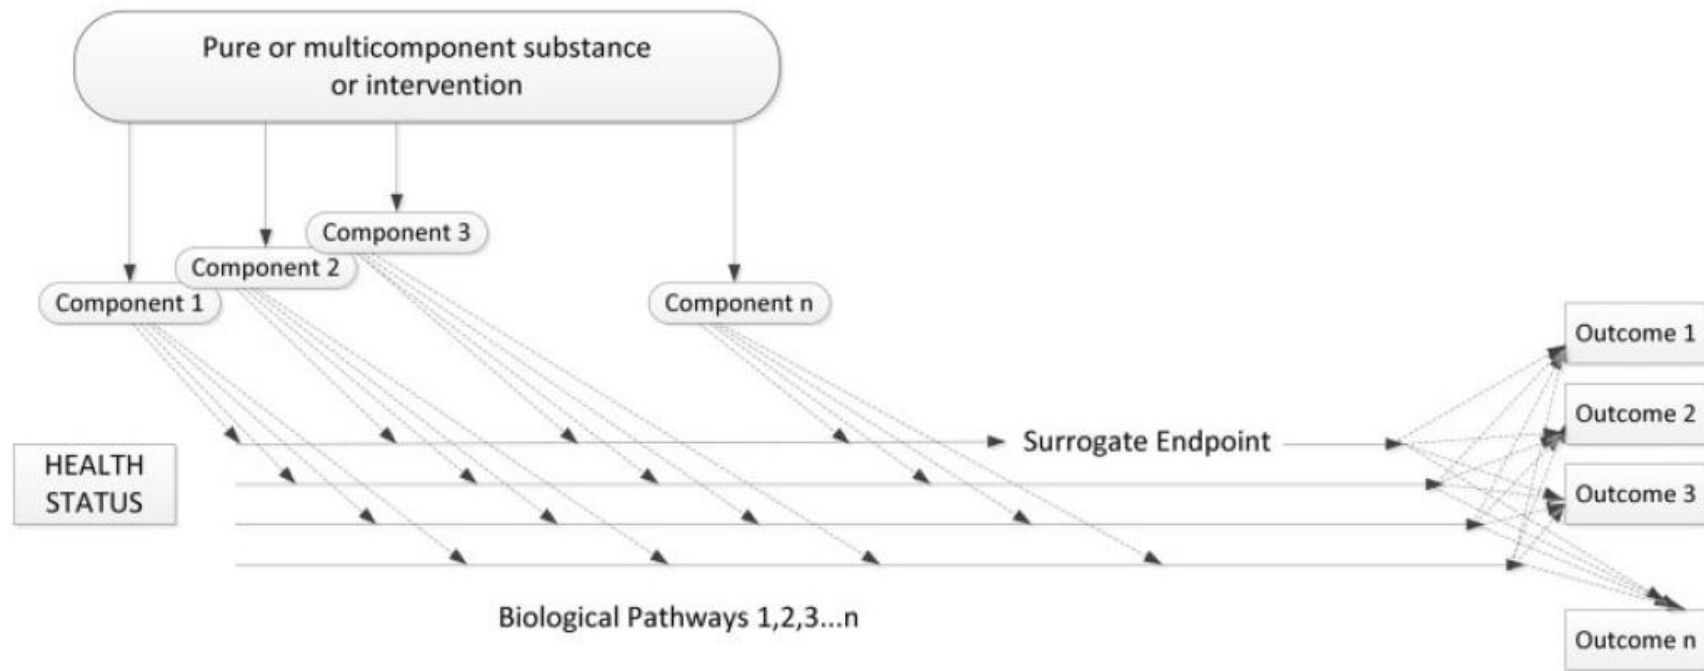 Pure or multicomponent substance
or intervention
Component 3
Component 2
Component 1
Component n
Outcome 1
Outcome 2
Surrogate Endpoint
HEALTH
STATUS
Outcome 3
Biological Pathways 1,2,3...n
Outcome n